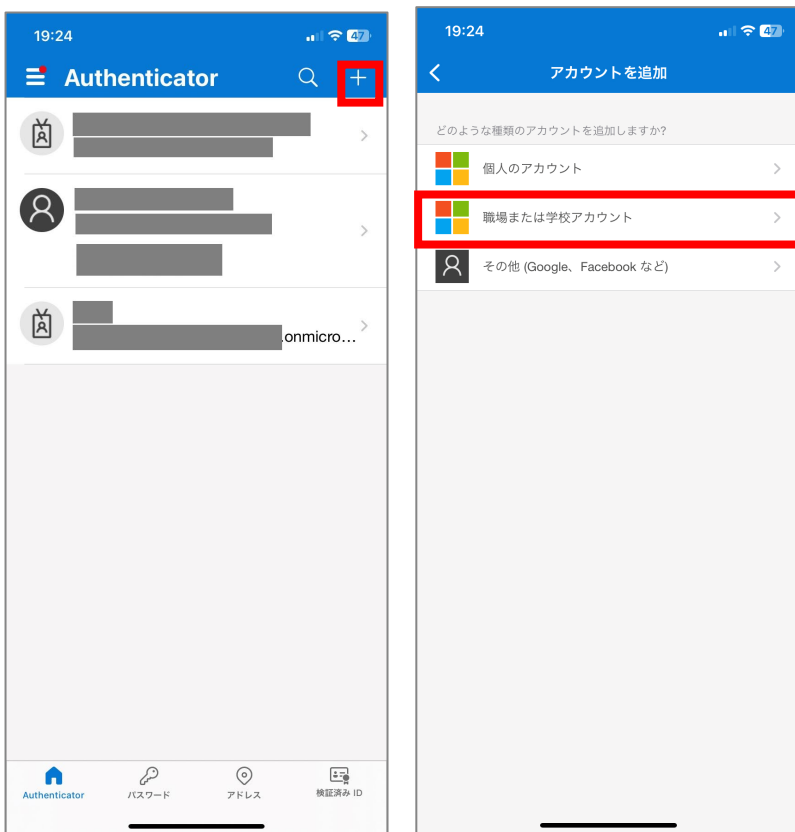 19:24
47
Authenticator
.onmicro...
Authenticator
パスワード
アドレス
検証済み ID
19:24
47
アカウントを追加
どのような種類のアカウントを追加しますか?
個人のアカウント
職場または学校アカウント
その他 (Google、Facebook など)